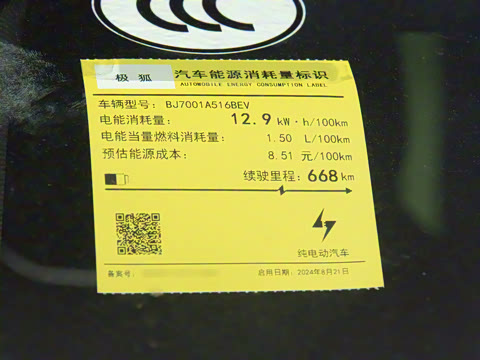 CCC
极 狐 汽车能源消耗量标识
AUTOMOBILE ENERGY CONSUMPTION LABEL
车辆型号: BJ7001A516BEV
电能消耗量: 12.9 kW·h/100km
电能当量燃料消耗量: 1.50 L/100km
预估能源成本: 8.51 元/100km
续驶里程: 668 km
纯电动汽车
备案号:
启用日期: 2024年8月21日